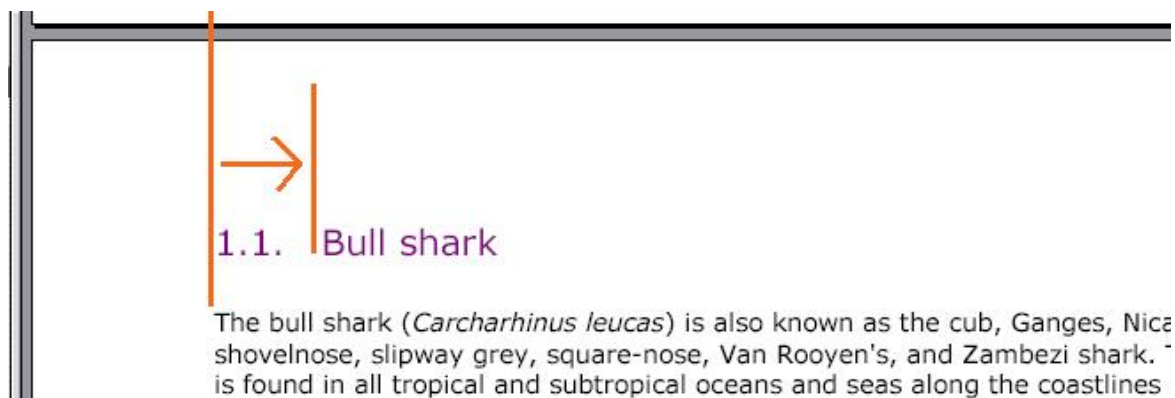 1.1. Bull shark
The bull shark (Carcharhinus leucas) is also known as the cub, Ganges,
shovelnose, slipway grey, square-nose, Van Rooyen's, and Zambezi shark.
is found in all tropical and subtropical oceans and seas along the coastlines